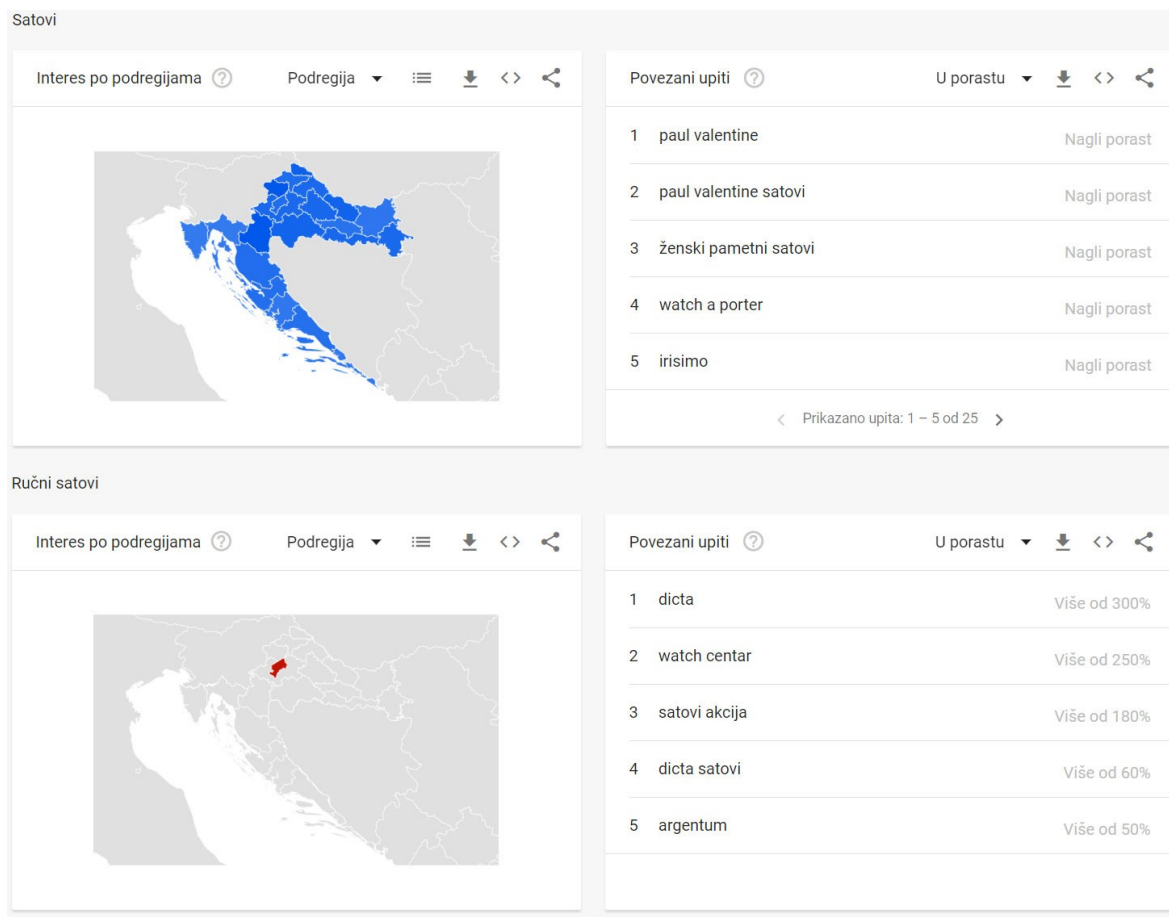 Satovi
Interes po podregijama
Podregija
Povezani upiti
U porastu
1 paul valentine Nagli porast
2 paul valentine satovi Nagli porast
3 ženski pametni satovi Nagli porast
4 watch a porter Nagli porast
5 irisimo Nagli porast
Prikazano upita: 1 – 5 od 25
Ručni satovi
Interes po podregijama
Podregija
Povezani upiti
U porastu
1 dicta Više od 300%
2 watch centar Više od 250%
3 satovi akcija Više od 180%
4 dicta satovi Više od 60%
5 argentum Više od 50%